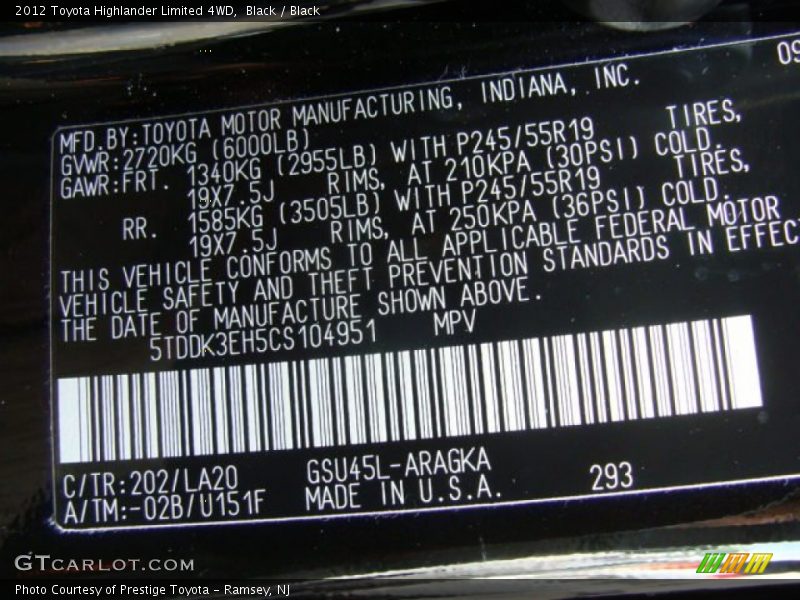 2012 Toyota Highlander Limited 4WD, Black / Black
MFD.BY:TOYOTA MOTOR MANUFACTURING, INDIANA, INC.
GVWR:2720KG (6000LB)
GAWR:FRT. 1340KG (2955LB) WITH P245/55R19 TIRES,
19X7.5J RIMS, AT 210KPA (30PSI) COLD.
RR. 1585KG (3505LB) WITH P245/55R19 TIRES,
19X7.5J RIMS, AT 250KPA (36PSI) COLD.
THIS VEHICLE CONFORMS TO ALL APPLICABLE FEDERAL MOTOR
VEHICLE SAFETY AND THEFT PREVENTION STANDARDS IN EFFEC
THE DATE OF MANUFACTURE SHOWN ABOVE.
5TDDK3EH5CS104951 MPV
C/TR:202/LA20 GSU45L-ARAGKA
A/TM:-02B/U151F MADE IN U.S.A. 293
GTCARLOT.COM
Photo Courtesy of Prestige Toyota - Ramsey, NJ